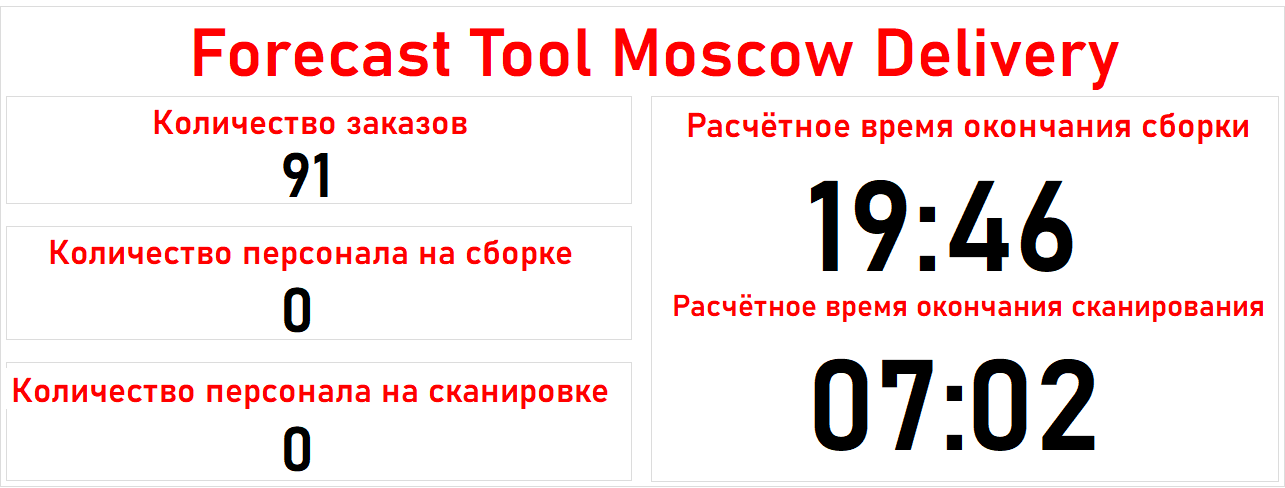 Forecast Tool Moscow Delivery
Количество заказов
91
Количество персонала на сборке
0
Количество персонала на сканировке
0
Расчётное время окончания сборки
19:46
Расчётное время окончания сканирования
07:02